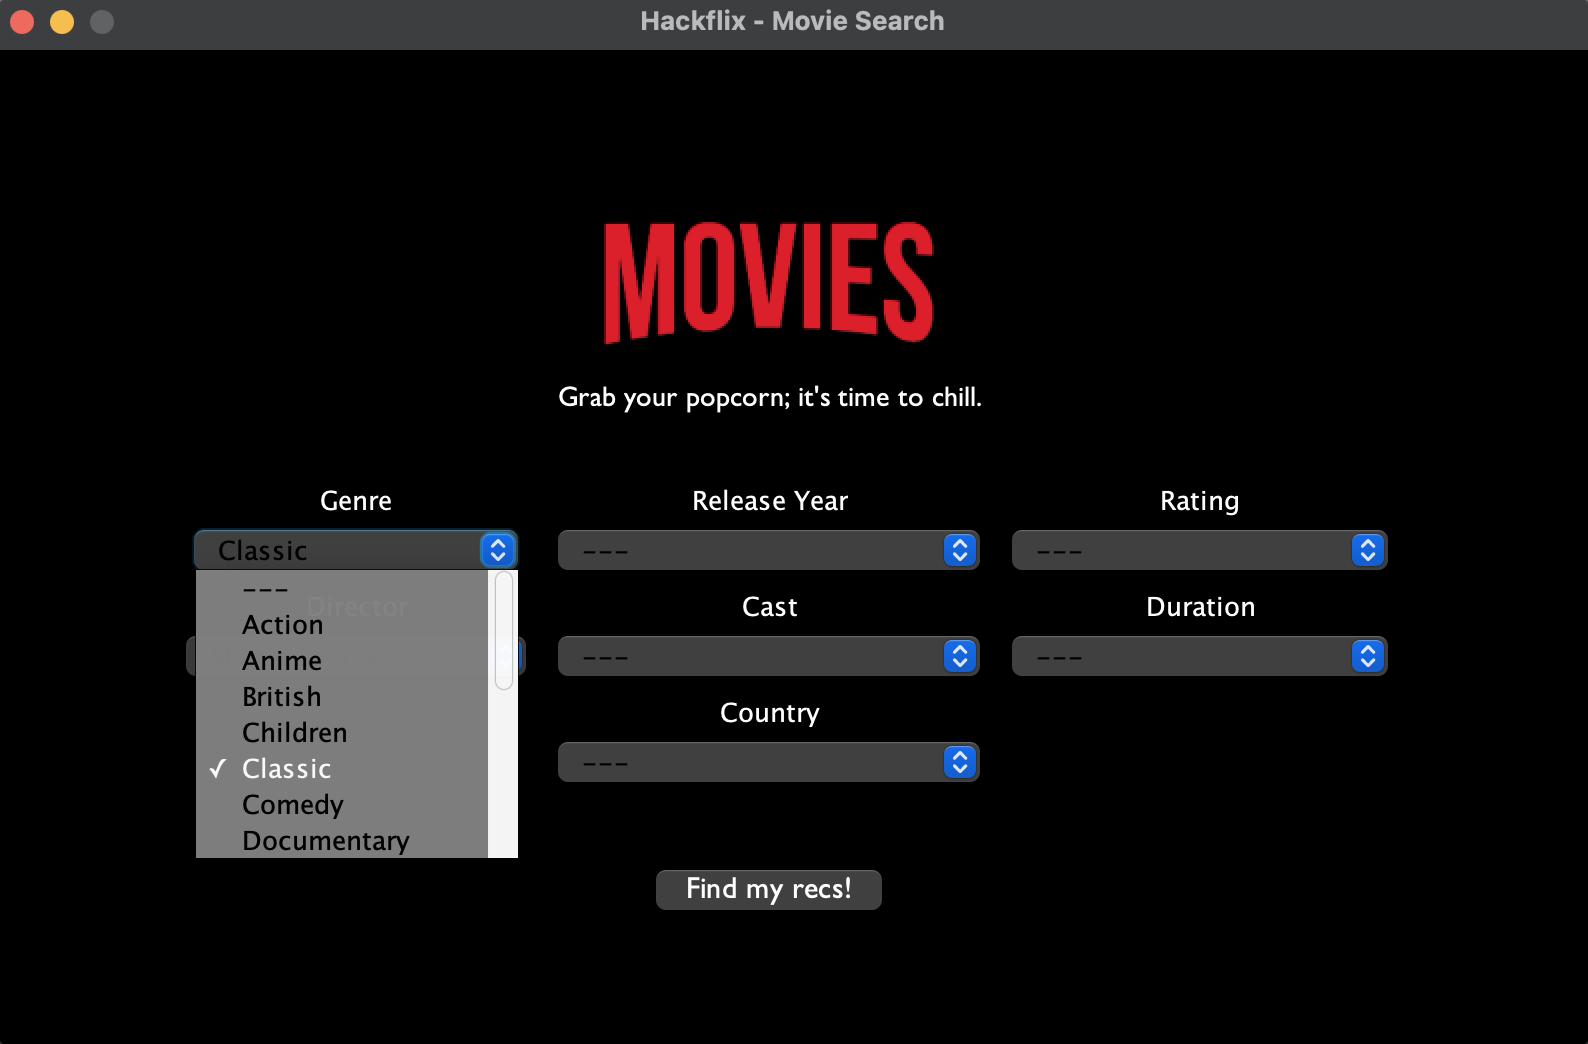 Hackflix - Movie Search
MOVIES
Grab your popcorn; it's time to chill.
Genre
Release Year
Rating
Classic
---
---
---
Director
Action
Anime
British
Children
✓ Classic
Comedy
Documentary
Cast
Duration
---
---
Country
---
Find my recs!